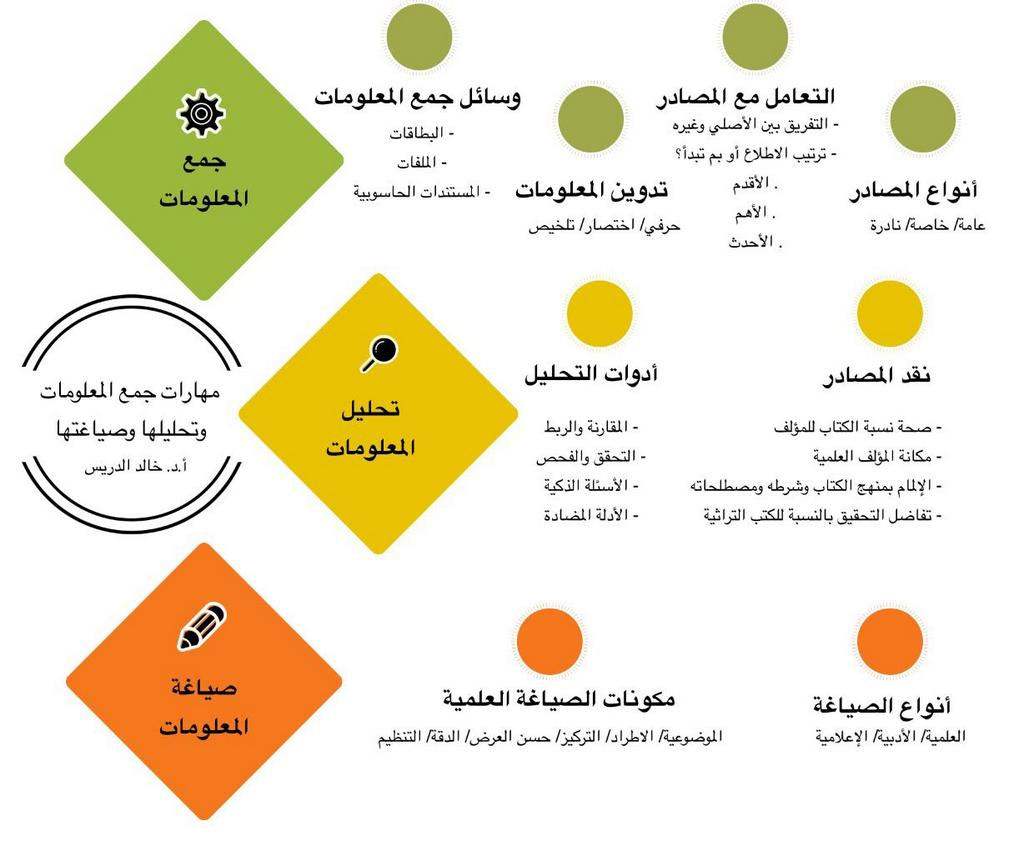 مهارات جمع المعلومات
وتحليلها وصياغتها
أ.د. خالد الدريس
جمع
المعلومات
أنواع المصادر
عامة/ خاصة/ نادرة
التعامل مع المصادر
- التفريق بين الأصلي وغيره
- ترتيب الاطلاع أو بم تبدأ؟
. الأقدم
. الأهم
. الأحدث
تدوين المعلومات
حرفي/ اختصار/ تلخيص
وسائل جمع المعلومات
- البطاقات
- الملفات
- المستندات الحاسوبية
تحليل
المعلومات
نقد المصادر
- صحة نسبة الكتاب للمؤلف
- مكانة المؤلف العلمية
- الإلمام بمنهج الكتاب وشرطه ومصطلحاته
- تفاضل التحقيق بالنسبة للكتب التراثية
أدوات التحليل
- المقارنة والربط
- التحقق والفحص
- الأسئلة الذكية
- الأدلة المضادة
صياغة
المعلومات
أنواع الصياغة
العلمية/ الأدبية/ الإعلامية
مكونات الصياغة العلمية
الموضوعية/ الاطراد/ التركيز/ حسن العرض/ الدقة/ التنظيم